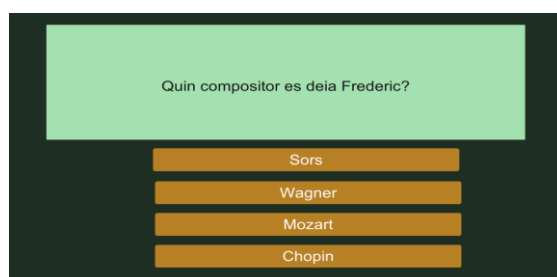 Quin compositor es deia Frederic?
Sors
Wagner
Mozart
Chopin